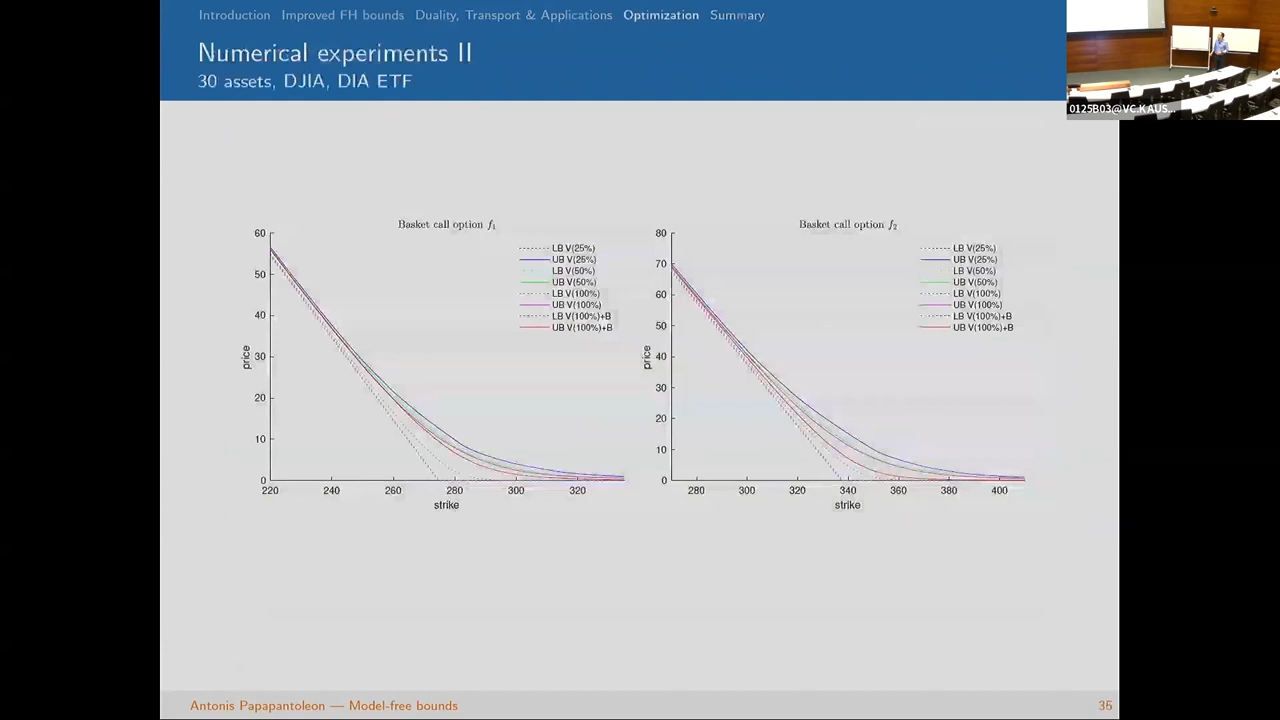 Introduction Improved FH bounds Duality, Transport & Applications Optimization Summary
Numerical experiments II
30 assets, DJIA, DIA ETF
0125B03@VC.KAUS...
Basket call option f₁
60
50
40
30
20
10
0
price
220 240 260 280 300 320
strike
LB V(25%)
UB V(25%)
LB V(50%)
UB V(50%)
LB V(100%)
UB V(100%)
LB V(100%)+B
UB V(100%)+B
Basket call option f₂
80
70
60
50
40
30
20
10
0
price
280 300 320 340 360 380 400
strike
LB V(25%)
UB V(25%)
LB V(50%)
UB V(50%)
LB V(100%)
UB V(100%)
LB V(100%)+B
UB V(100%)+B
Antonis Papapantoleon — Model-free bounds 35